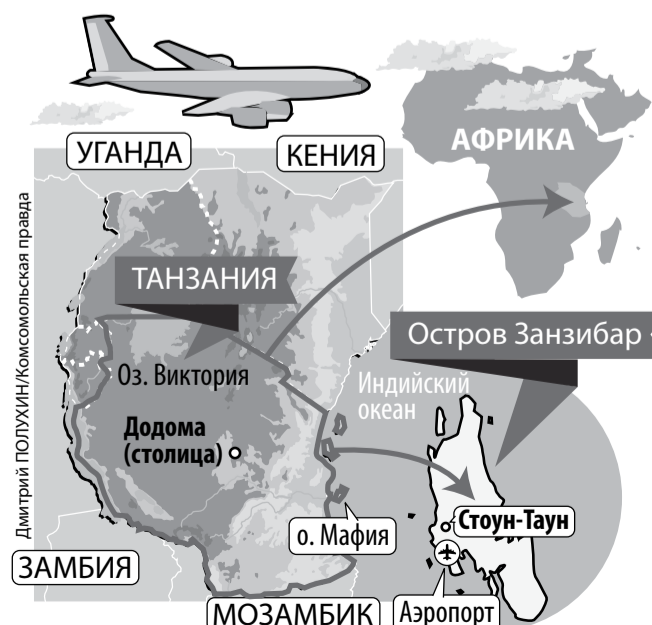 УГАНДА
КЕНИЯ
АФРИКА
ТАНЗАНИЯ
Остров Занзибар
Оз. Виктория
Индийский
океан
Додома
(столица)
Стоун-Таун
о. Мафия
ЗАМБИЯ
МОЗАМБИК
Аэропорт
Дмитрий ПОЛУХИН/Комсомольская правда